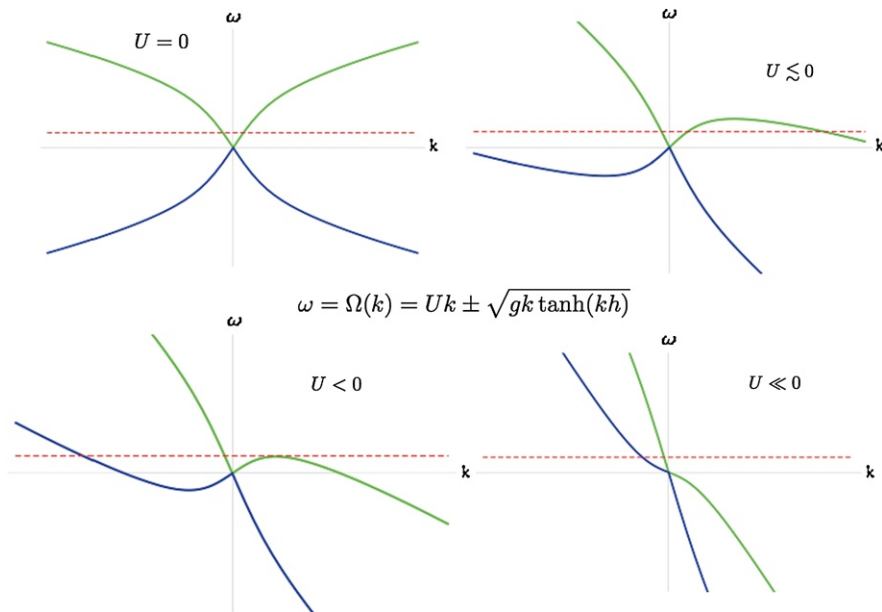 ω
U = 0
k
ω
U ≲ 0
k
ω = Ω(k) = Uk ± √(gk tanh(kh))
ω
U < 0
k
ω
U ≪ 0
k